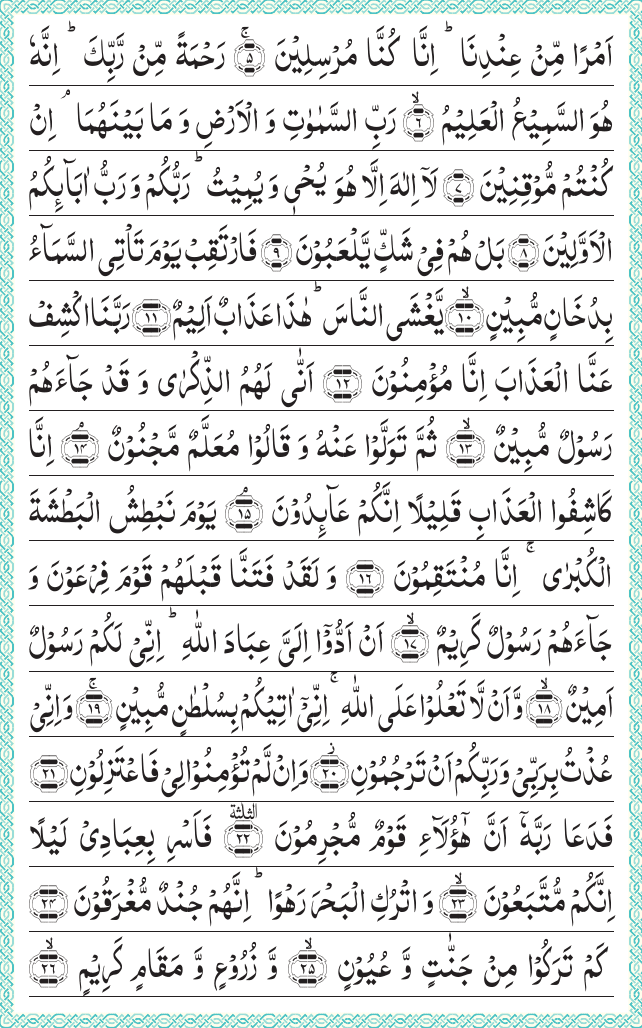 اَمْرًا مِّنْ عِنْدِنَا ؕ اِنَّا كُنَّا مُرْسِلِيْنَ ۚ‏﴿۵﴾ رَحْمَةً مِّنْ رَّبِّكَ ؕ اِنَّهٗ
هُوَ السَّمِيْعُ الْعَلِيْمُ ۙ‏﴿۶﴾ رَبِّ السَّمٰوٰتِ وَ الْاَرْضِ وَ مَا بَيْنَهُمَا ۘ اِنْ
كُنْتُمْ مُّوْقِنِيْنَ ﴿۷﴾ لَاۤ اِلٰهَ اِلَّا هُوَ يُحْيٖ وَ يُمِيْتُ ؕ رَبُّكُمْ وَ رَبُّ اٰبَآئِكُمُ
الْاَوَّلِيْنَ ﴿۸﴾ بَلْ هُمْ فِيْ شَكٍّ يَّلْعَبُوْنَ ﴿۹﴾ فَارْتَقِبْ يَوْمَ تَاْتِي السَّمَآءُ
بِدُخَانٍ مُّبِيْنٍ ۙ‏﴿۱۰﴾ يَّغْشَى النَّاسَ ؕ هٰذَا عَذَابٌ اَلِيْمٌ ﴿۱۱﴾ رَبَّنَا اكْشِفْ
عَنَّا الْعَذَابَ اِنَّا مُؤْمِنُوْنَ ﴿۱۲﴾ اَنّٰى لَهُمُ الذِّكْرٰى وَ قَدْ جَآءَهُمْ
رَسُوْلٌ مُّبِيْنٌ ۙ‏﴿۱۳﴾ ثُمَّ تَوَلَّوْا عَنْهُ وَ قَالُوْا مُعَلَّمٌ مَّجْنُوْنٌ ۘ‏﴿۱۴﴾ اِنَّا
كَاشِفُوا الْعَذَابِ قَلِيْلًا اِنَّكُمْ عَآئِدُوْنَ ۘ‏﴿۱۵﴾ يَوْمَ نَبْطِشُ الْبَطْشَةَ
الْكُبْرٰى ۚ اِنَّا مُنْتَقِمُوْنَ ﴿۱۶﴾ وَ لَقَدْ فَتَنَّا قَبْلَهُمْ قَوْمَ فِرْعَوْنَ وَ
جَآءَهُمْ رَسُوْلٌ كَرِيْمٌ ۙ‏﴿۱۷﴾ اَنْ اَدُّوْۤا اِلَيَّ عِبَادَ اللّٰهِ ؕ اِنِّيْ لَكُمْ رَسُوْلٌ
اَمِيْنٌ ۙ‏﴿۱۸﴾ وَّ اَنْ لَّا تَعْلُوْا عَلَى اللّٰهِ ۚ اِنِّيْۤ اٰتِيْكُمْ بِسُلْطٰنٍ مُّبِيْنٍ ۚ‏﴿۱۹﴾ وَ اِنِّيْ
عُذْتُ بِرَبِّيْ وَ رَبِّكُمْ اَنْ تَرْجُمُوْنِ ؗ‏﴿۲۰﴾ وَ اِنْ لَّمْ تُؤْمِنُوْا لِيْ فَاعْتَزِلُوْنِ ﴿۲۱﴾
فَدَعَا رَبَّهٗۤ اَنَّ هٰۤؤُلَآءِ قَوْمٌ مُّجْرِمُوْنَ ﴿۲۲﴾ الثلثة فَاَسْرِ بِعِبَادِيْ لَيْلًا
اِنَّكُمْ مُّتَّبَعُوْنَ ۙ‏﴿۲۳﴾ وَ اتْرُكِ الْبَحْرَ رَهْوًا ؕ اِنَّهُمْ جُنْدٌ مُّغْرَقُوْنَ ﴿۲۴﴾
كَمْ تَرَكُوْا مِنْ جَنّٰتٍ وَّ عُيُوْنٍ ۙ‏﴿۲۵﴾ وَّ زُرُوْعٍ وَّ مَقَامٍ كَرِيْمٍ ۙ‏﴿۲۶﴾